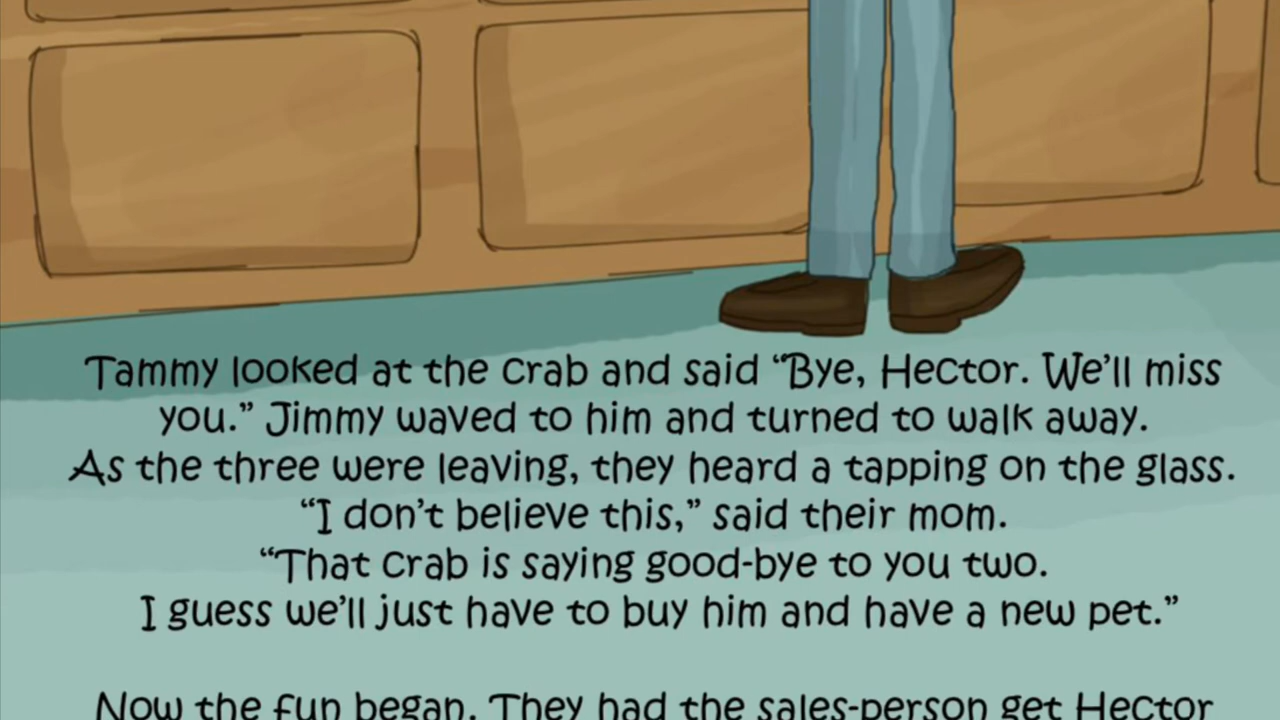 Tammy looked at the crab and said “Bye, Hector. We’ll miss
you.” Jimmy waved to him and turned to walk away.
As the three were leaving, they heard a tapping on the glass.
“I don’t believe this,” said their mom.
“That crab is saying good-bye to you two.
I guess we’ll just have to buy him and have a new pet.”
Now the fun began. They had the sales-person get Hector